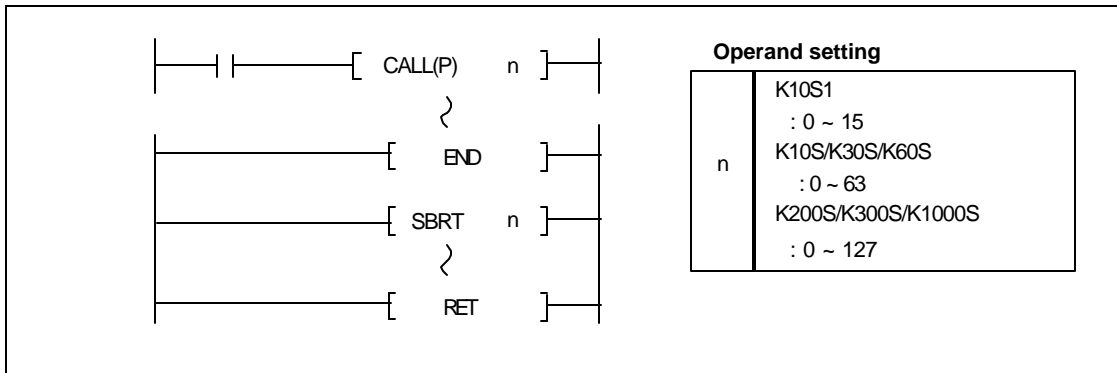 CALL(P) n
END
SBRT n
RET
Operand setting
n
K10S1
: 0 ~ 15
K10S/K30S/K60S
: 0 ~ 63
K200S/K300S/K1000S
: 0 ~ 127